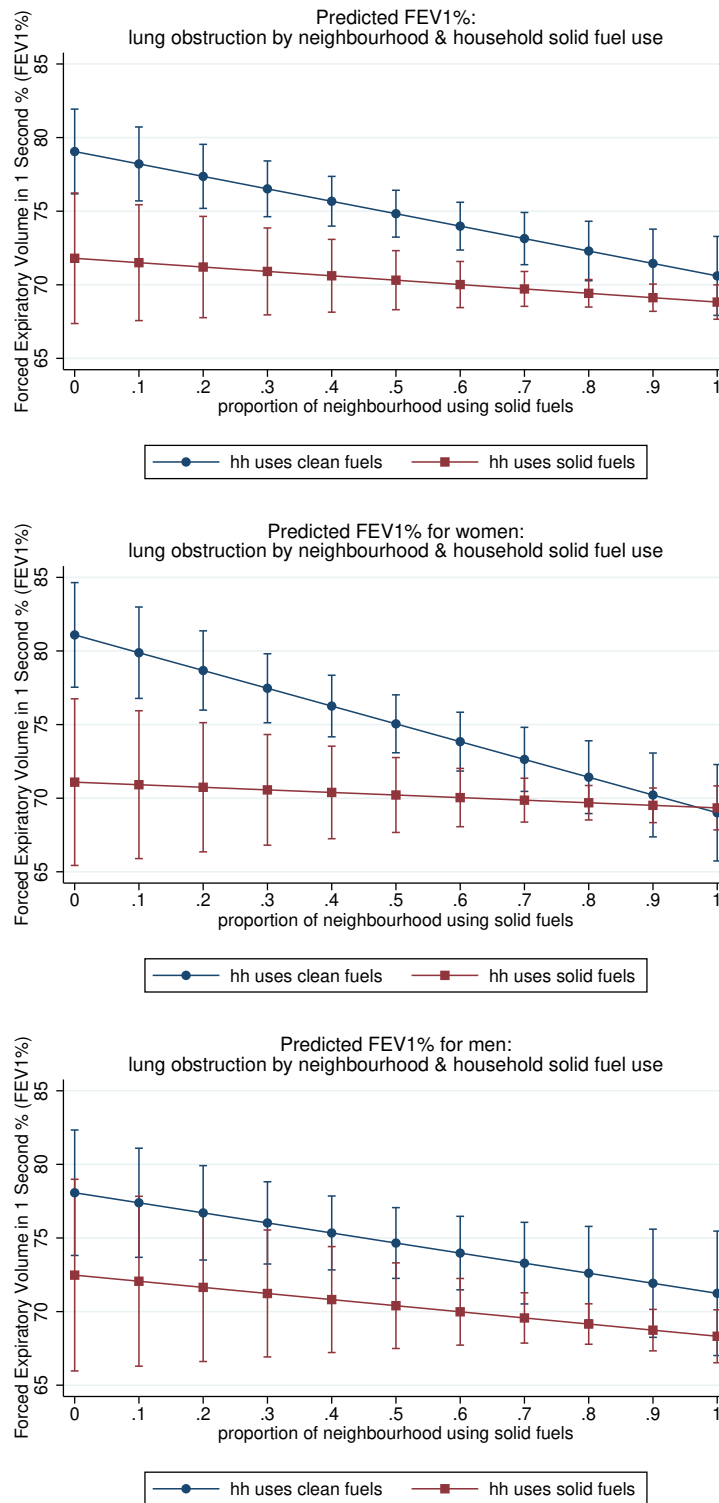 Predicted FEV1%:
lung obstruction by neighbourhood & household solid fuel use
Forced Expiratory Volume in 1 Second % (FEV1%)
85
80
75
70
65
0 .1 .2 .3 .4 .5 .6 .7 .8 .9 1
proportion of neighbourhood using solid fuels
hh uses clean fuels hh uses solid fuels
Predicted FEV1% for women:
lung obstruction by neighbourhood & household solid fuel use
Forced Expiratory Volume in 1 Second % (FEV1%)
85
80
75
70
65
0 .1 .2 .3 .4 .5 .6 .7 .8 .9 1
proportion of neighbourhood using solid fuels
hh uses clean fuels hh uses solid fuels
Predicted FEV1% for men:
lung obstruction by neighbourhood & household solid fuel use
Forced Expiratory Volume in 1 Second % (FEV1%)
85
80
75
70
65
0 .1 .2 .3 .4 .5 .6 .7 .8 .9 1
proportion of neighbourhood using solid fuels
hh uses clean fuels hh uses solid fuels